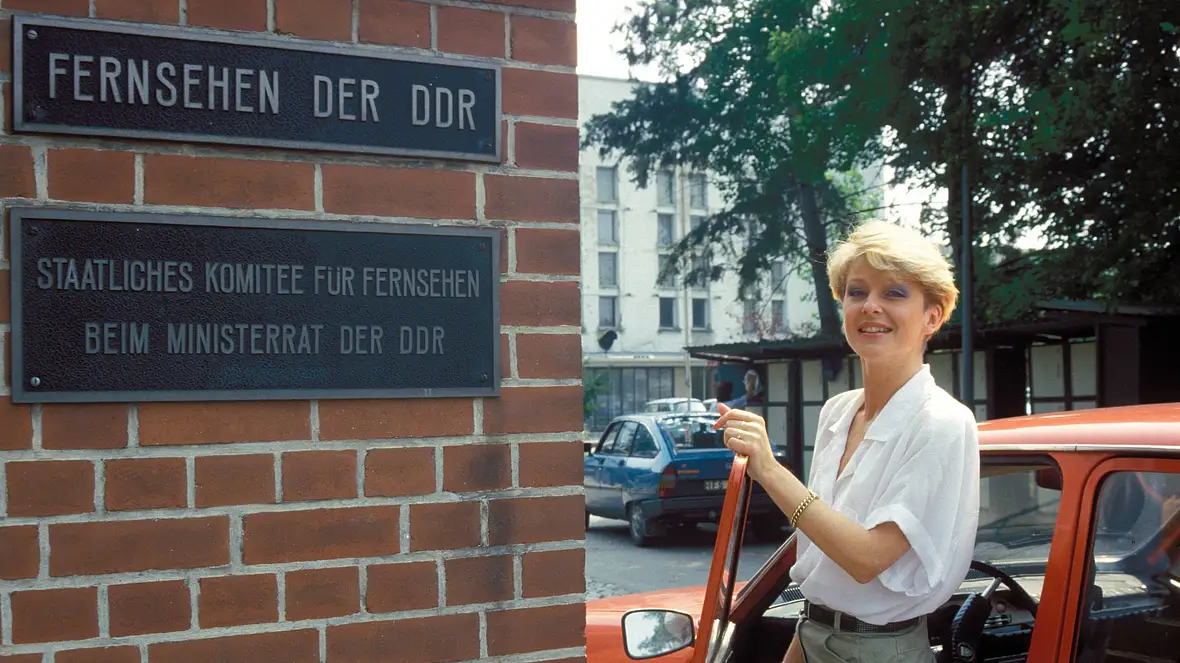 FERNSEHEN DER DDR
STAATLICHES KOMITEE FÜR FERNSEHEN
BEIM MINISTERRAT DER DDR